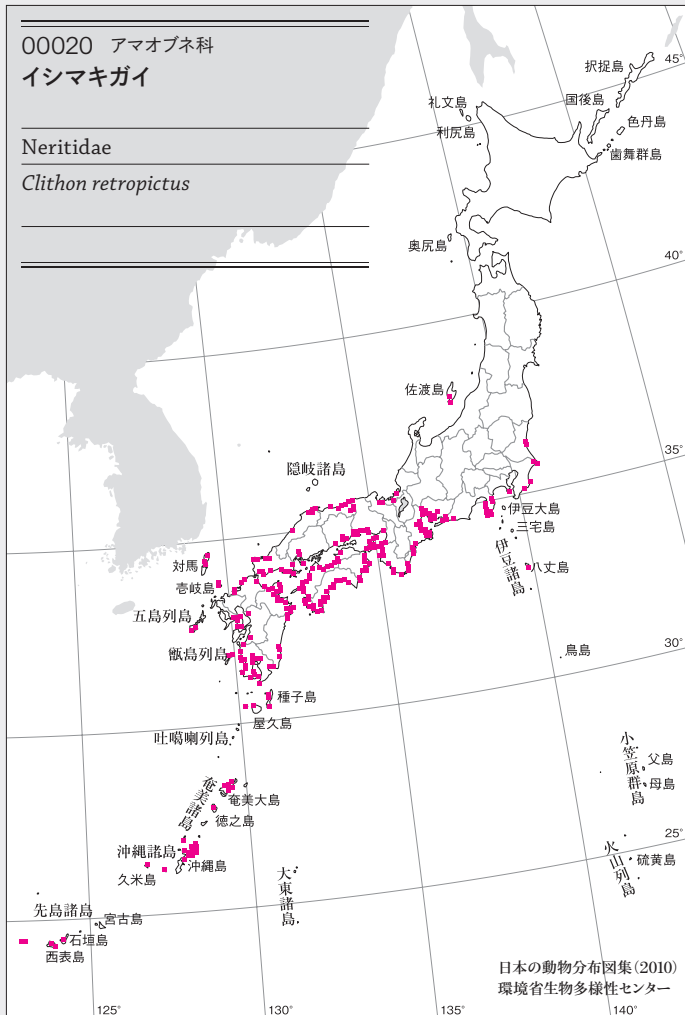 00020 アマオブネ科
イシマキガイ
Neritidae
Clithon retropictus
択捉島
45°
礼文島
国後島
利尻島
色丹島
歯舞群島
奥尻島
40°
佐渡島
35°
隠岐諸島
伊豆大島
三宅島
伊豆諸島
八丈島
対馬
壱岐島
五島列島
甑島列島
30°
鳥島
種子島
屋久島
吐噶喇列島
小笠原群島
父島
母島
奄美諸島
奄美大島
徳之島
25°
沖縄諸島
沖縄島
久米島
大東諸島
火山列島
硫黄島
先島諸島
宮古島
石垣島
西表島
日本の動物分布図集(2010)
環境省生物多様性センター
125°
130°
135°
140°